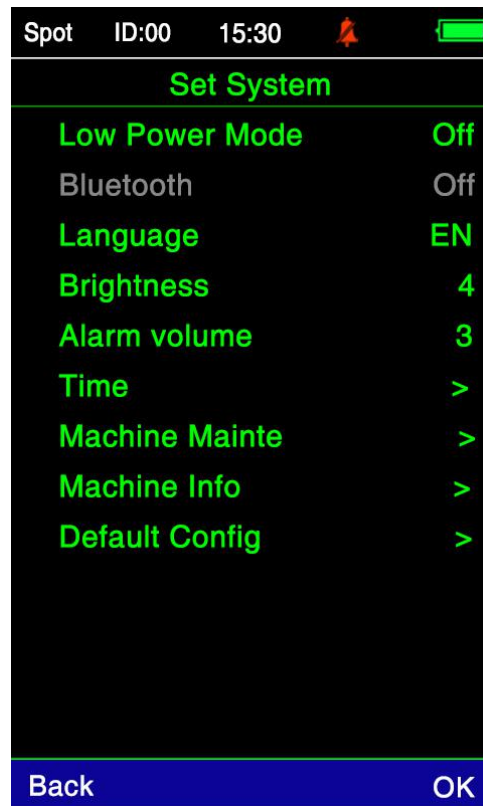 Spot ID:00 15:30
Set System
Low Power Mode Off
Bluetooth Off
Language EN
Brightness 4
Alarm volume 3
Time >
Machine Mainte >
Machine Info >
Default Config >
Back OK